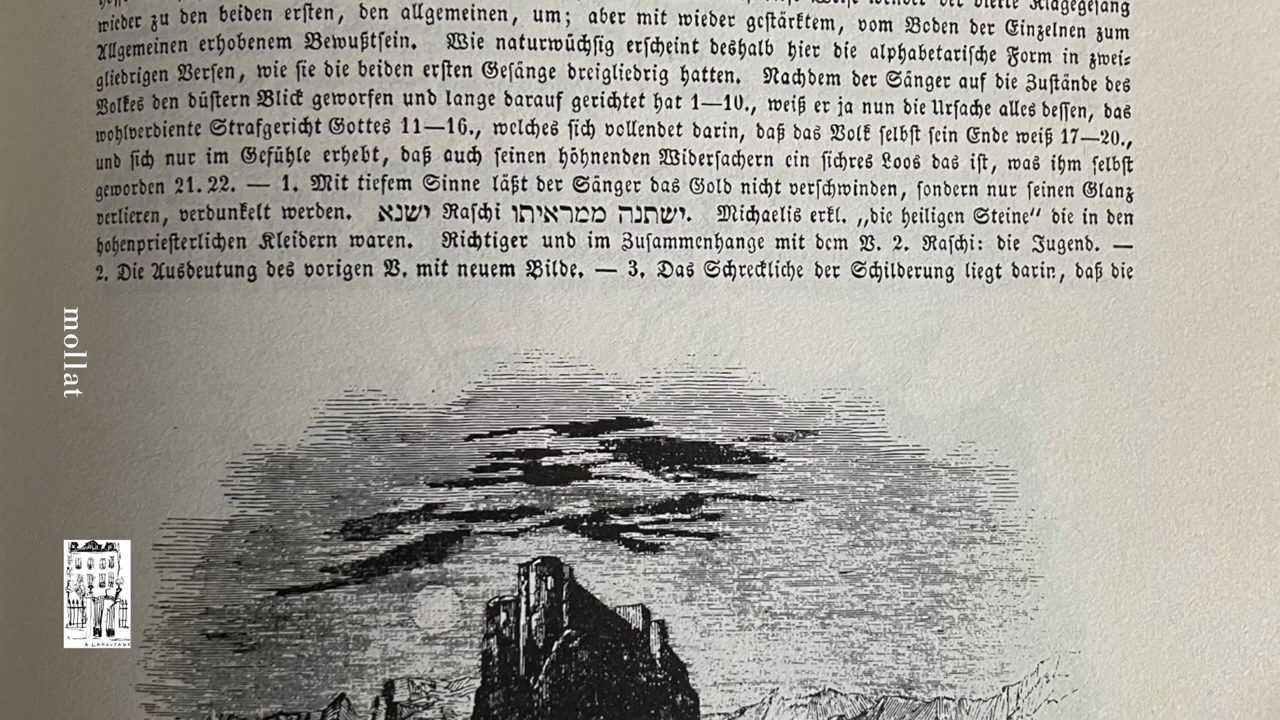 wieder zu den beiden erſten, den allgemeinen, um; aber mit wieder geſtärktem, vom Boden der Einzelnen zum
Allgemeinen erhobenem Bewußtſein. Wie naturwüchſig erſcheint deshalb hier die alphabetariſche Form in zwei-
gliedrigen Verſen, wie ſie die beiden erſten Geſänge dreigliedrig hatten. Nachdem der Sänger auf die Zuſtände des
Volkes den düſtern Blick geworfen und lange darauf gerichtet hat 1—10., weiß er ja nun die Urſache alles deſſen, das
wohlverdiente Strafgericht Gottes 11—16., welches ſich vollendet darin, daß das Volk ſelbſt ſein Ende weiß 17—20.,
und ſich nur im Gefühle erhebt, daß auch ſeinen höhnenden Widerſachern ein ſichres Loos das iſt, was ihm ſelbſt
geworden 21. 22. — 1. Mit tiefem Sinne läßt der Sänger das Gold nicht verſchwinden, ſondern nur ſeinen Glanz
verlieren, verdunkelt werden. ישנא Raſchi ישתנה ממראיתו. Michaelis erkl. „die heiligen Steine“ die in den
hohenprieſterlichen Kleidern waren. Richtiger und im Zuſammenhange mit dem V. 2. Raſchi: die Jugend. —
2. Die Ausdeutung des vorigen V. mit neuem Bilde. — 3. Das Schreckliche der Schilderung liegt darin, daß die
mollat